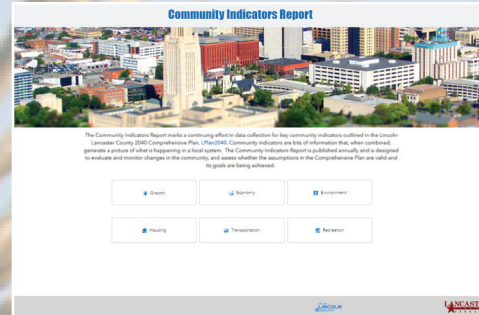 Community Indicators Report
The Community Indicators Report marks a continuing effort in data collection for key community indicators outlined in the Lincoln-
Lancaster County 2040 Comprehensive Plan, LPlan2040. Community indicators are bits of information that, when combined,
generate a picture of what is happening in a local system. The Community Indicators Report is published annually and is designed
to evaluate and monitor changes in the community, and assess whether the assumptions in the Comprehensive Plan are valid and
its goals are being achieved.
Growth Economy Environment
Housing Transportation Recreation
LINCOLN LANCAST